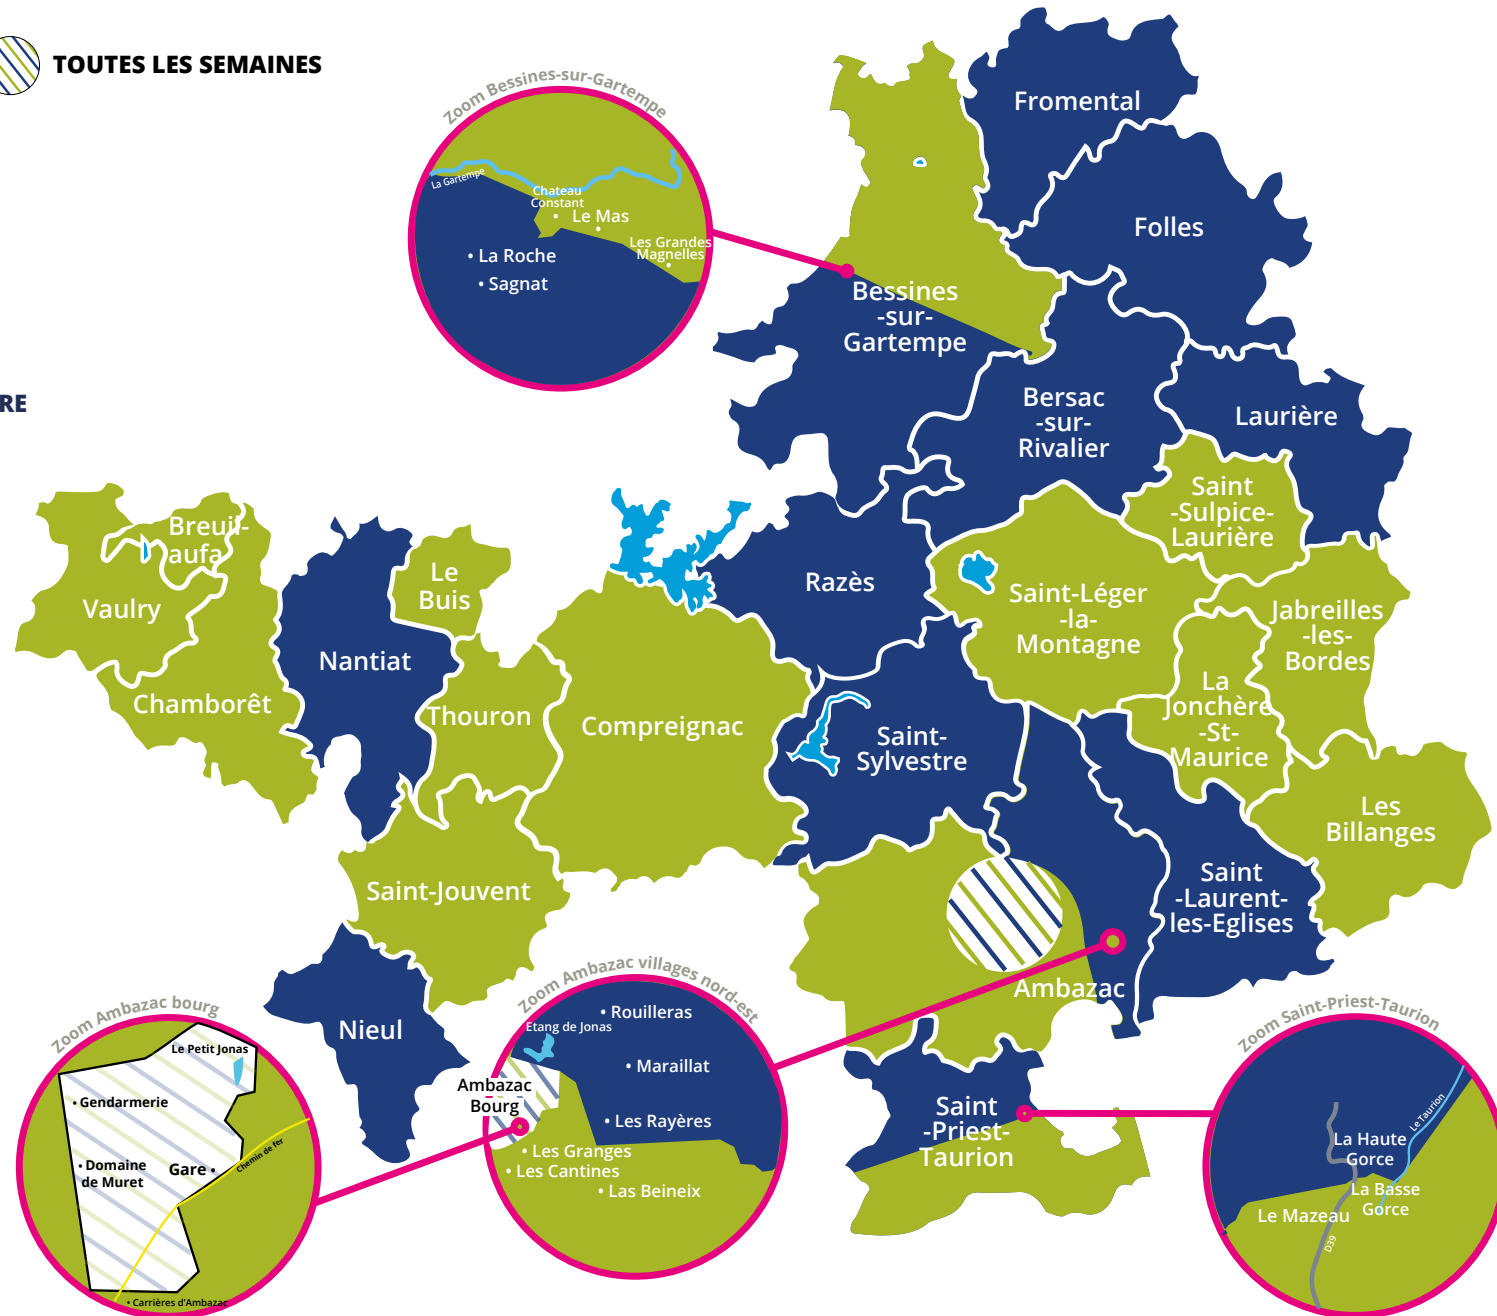 TOUTES LES SEMAINES
Zoom Bessines-sur-Gartempe
La Gartempe
Chateau
Constant
• Le Mas
Les Grandes
Magnelles
• La Roche
• Sagnat
RE
Fromental
Folles
Bessines
-sur-
Gartempe
Bersac
-sur-
Rivalier
Laurière
Saint
-Sulpice-
Laurière
Breuil-
aufa
Vaulry
Le
Buis
Razès
Saint-Léger
-la-
Montagne
Jabreilles
-les-
Bordes
Nantiat
Chamborêt
Thouron
Compreignac
La
Jonchère
-St-
Maurice
Saint-
Sylvestre
Les
Billanges
Saint-Jouvent
Saint
-Laurent-
les-Eglises
Ambazac
Nieul
Saint
-Priest-
Taurion
Zoom Ambazac bourg
Le Petit Jonas
• Gendarmerie
• Domaine
de Muret
Gare •
Chemin de fer
• Carrières d'Ambazac
Zoom Ambazac villages nord-est
• Rouilleras
Etang de Jonas
• Maraillat
Ambazac
Bourg
• Les Rayères
• Les Granges
• Les Cantines
• Las Beineix
Zoom Saint-Priest-Taurion
Le Taurion
La Haute
Gorce
La Basse
Gorce
Le Mazeau
D39